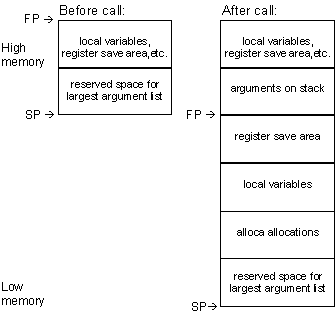 Before call:
After call:
FP →
High
memory
local variables,
register save area,etc.
reserved space for
largest argument list
SP →
local variables,
register save area,etc.
arguments on stack
FP →
register save area
local variables
alloca allocations
reserved space for
largest argument list
Low
memory
SP →